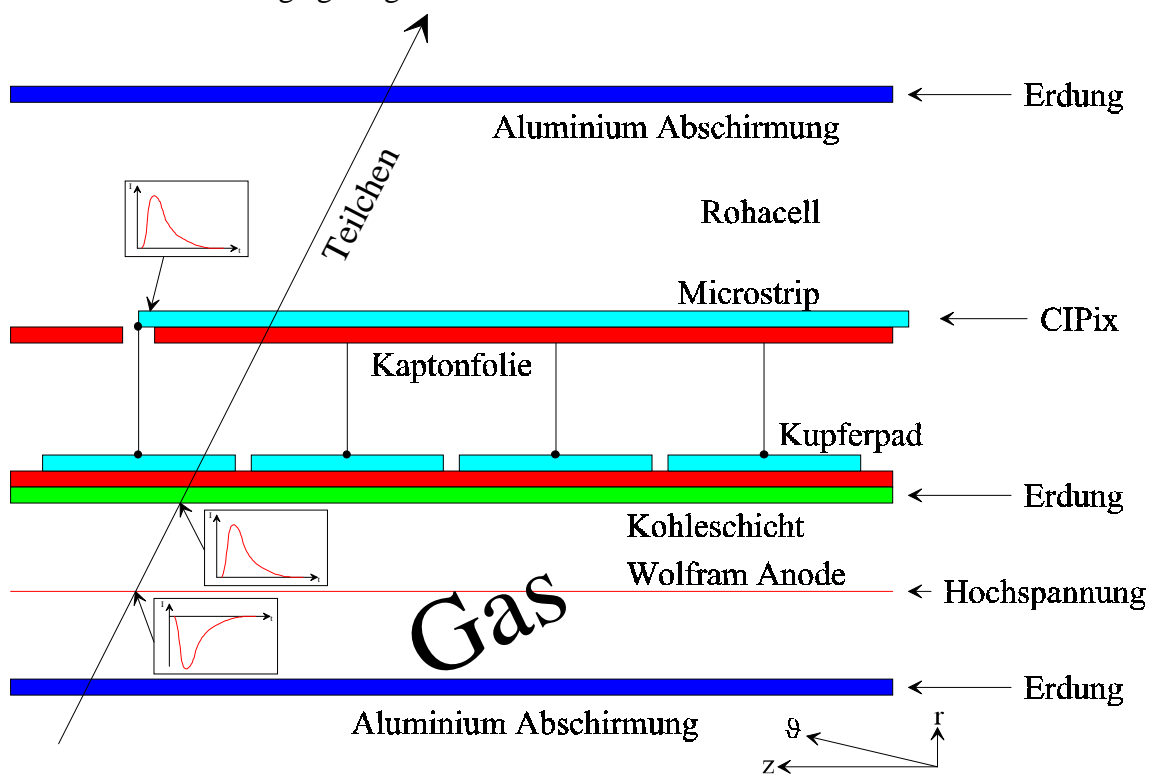 Erdung
Aluminium Abschirmung
Teilchen
I
t
Rohacell
Microstrip
CIPix
Kaptonfolie
Kupferpad
Erdung
I
t
Kohleschicht
Wolfram Anode
Hochspannung
Gas
I
t
Erdung
Aluminium Abschirmung
r
ϑ
z